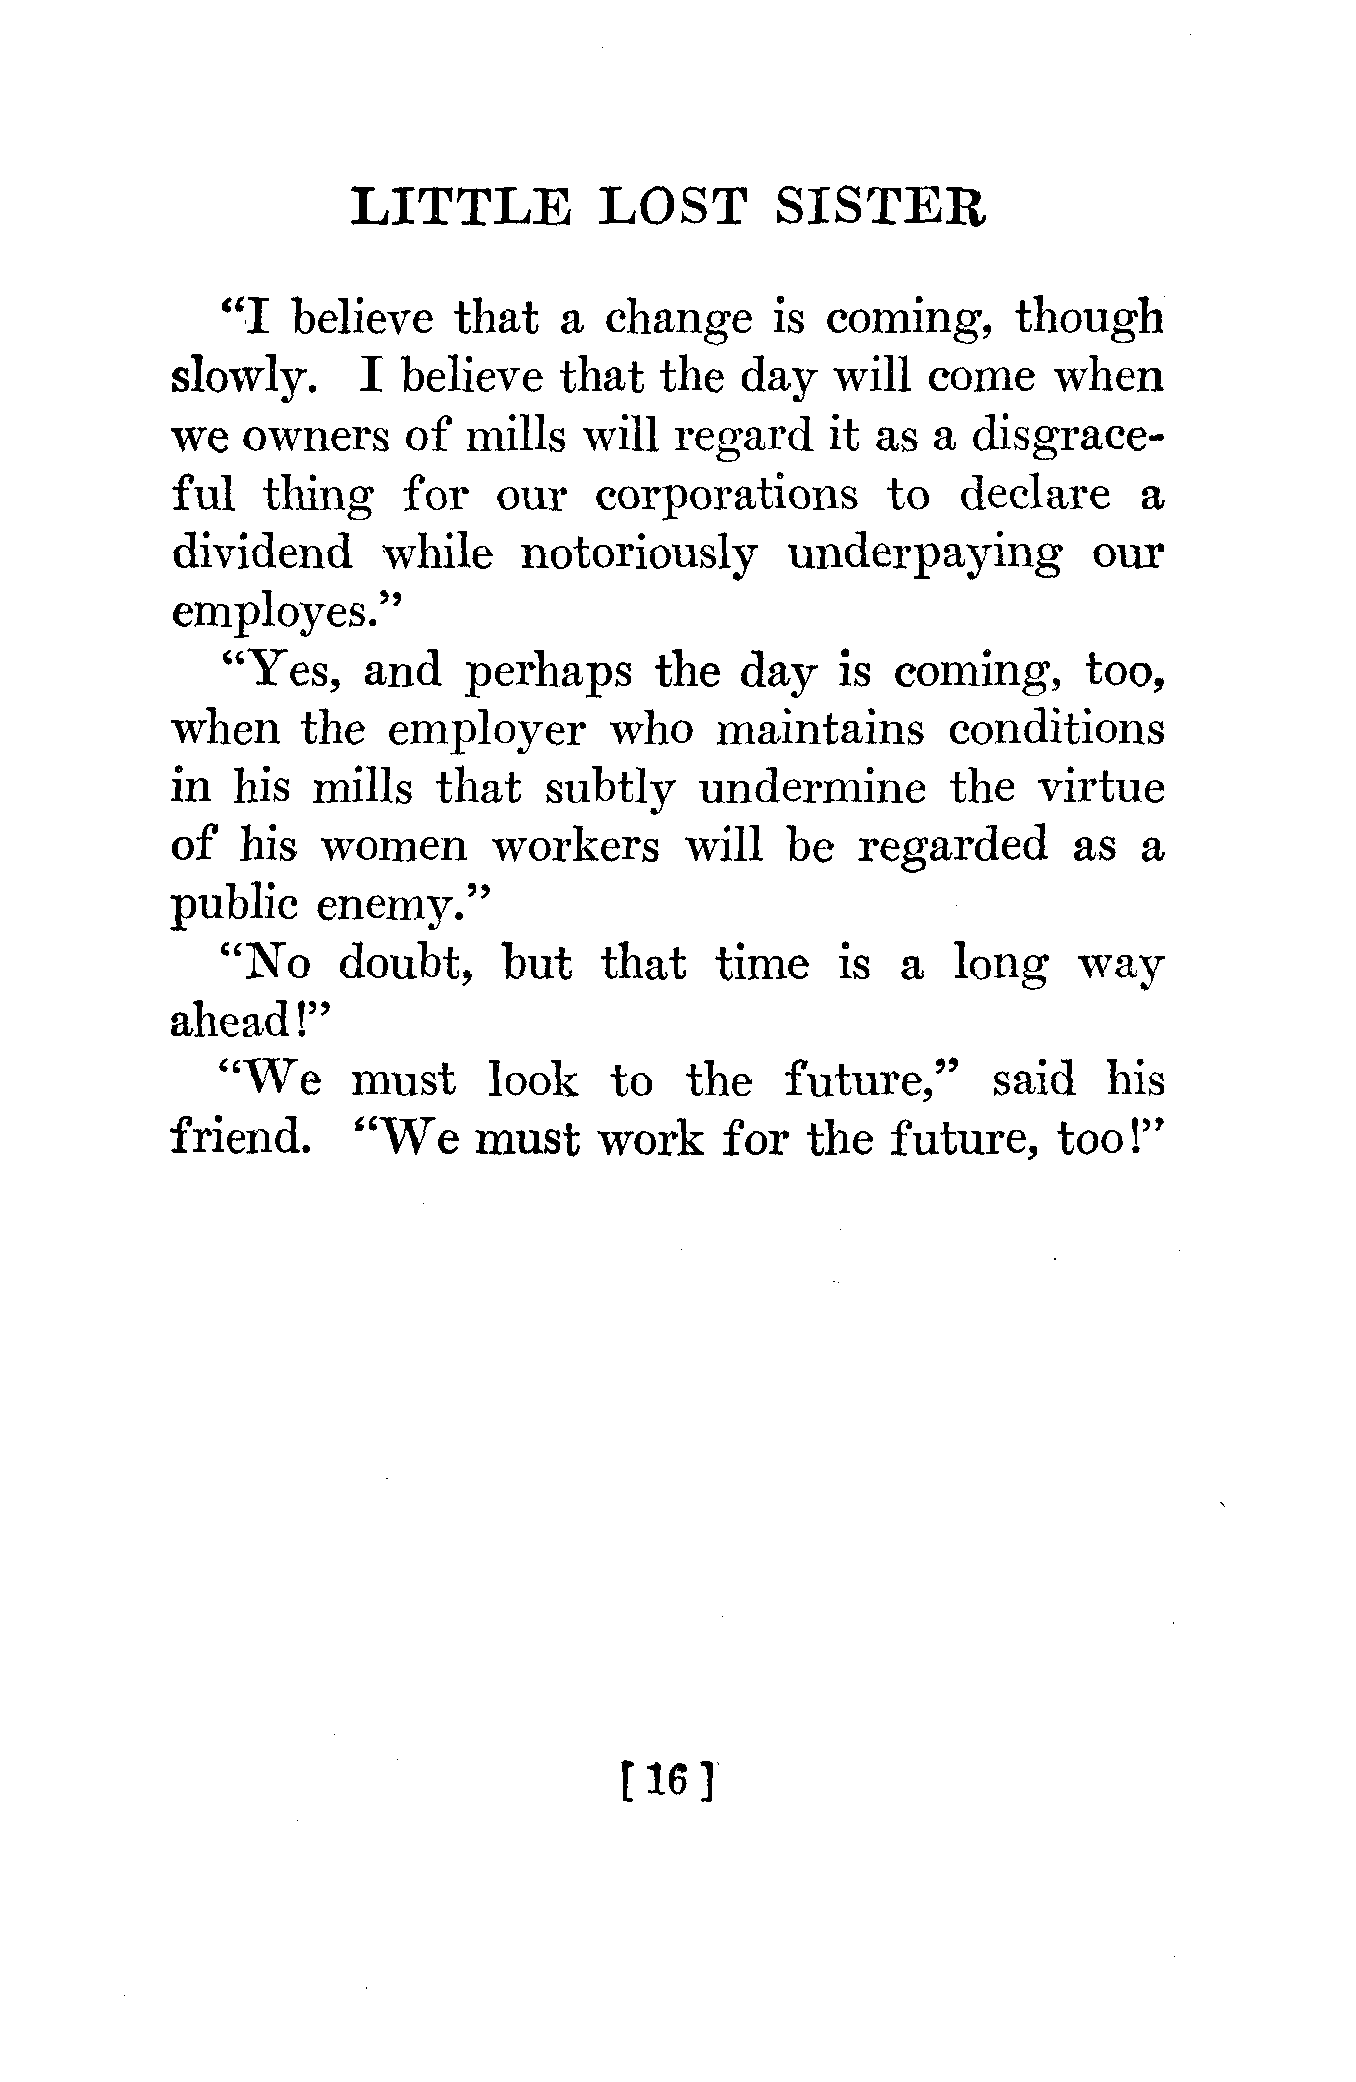 LITTLE LOST SISTER
“I believe that a change is coming, though
slowly. I believe that the day will come when
we owners of mills will regard it as a disgrace-
ful thing for our corporations to declare a
dividend while notoriously underpaying our
employes.”
“Yes, and perhaps the day is coming, too,
when the employer who maintains conditions
in his mills that subtly undermine the virtue
of his women workers will be regarded as a
public enemy.”
“No doubt, but that time is a long way
ahead!”
“We must look to the future,” said his
friend. “We must work for the future, too!”
[16]